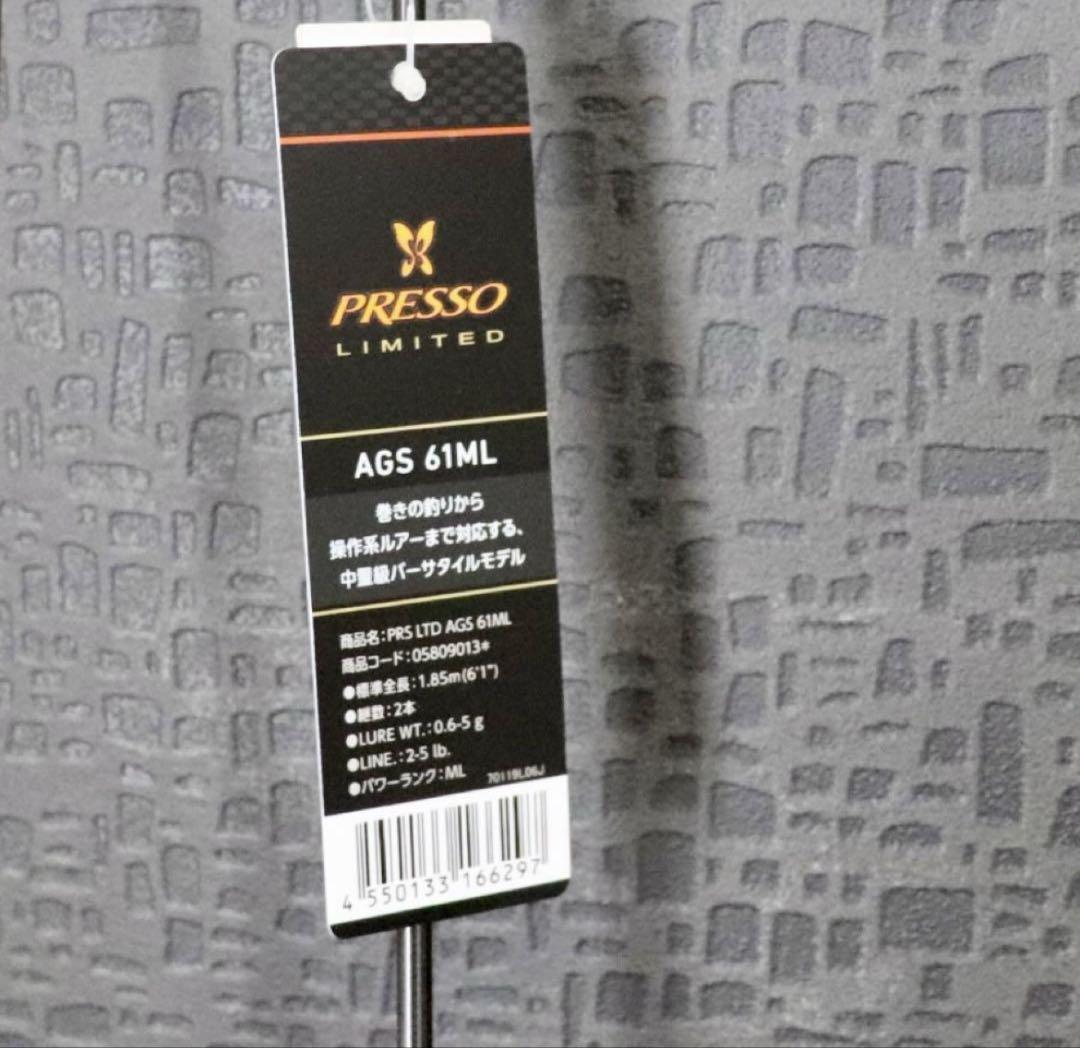 PRESSO
LIMITED
AGS 61ML
巻きの釣りから
操作系ルアーまで対応する、
中量級バーサタイルモデル
商品名:PRS LTD AGS 61ML
商品コード:05809013*
●標準全長:1.85m(6'1")
●継数:2本
●LURE WT.:0.6-5 g
●LINE.:2-5 lb.
●パワーランク:ML 70119L06J
4 550133 166297